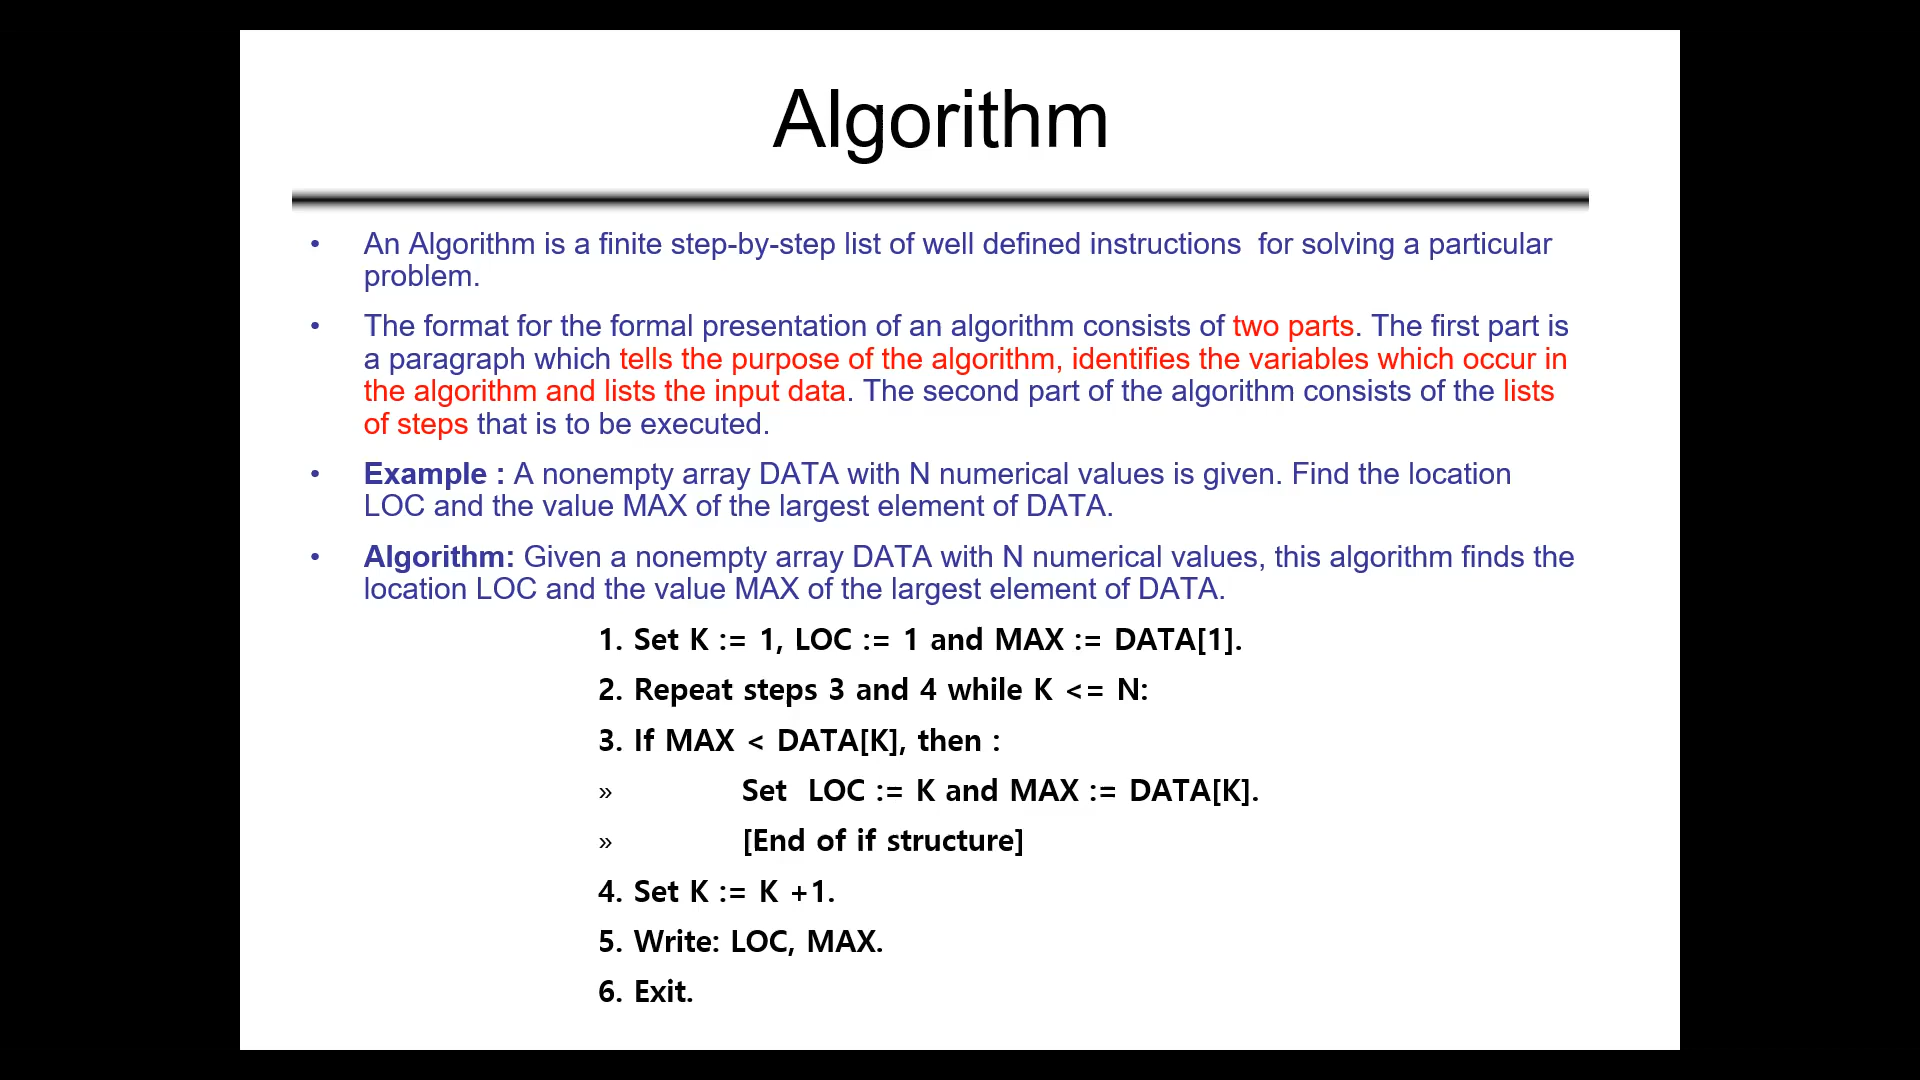 Algorithm
• An Algorithm is a finite step-by-step list of well defined instructions  for solving a particular
problem.
• The format for the formal presentation of an algorithm consists of two parts. The first part is
a paragraph which tells the purpose of the algorithm, identifies the variables which occur in
the algorithm and lists the input data. The second part of the algorithm consists of the lists
of steps that is to be executed.
• Example : A nonempty array DATA with N numerical values is given. Find the location
LOC and the value MAX of the largest element of DATA.
• Algorithm: Given a nonempty array DATA with N numerical values, this algorithm finds the
location LOC and the value MAX of the largest element of DATA.
1. Set K := 1, LOC := 1 and MAX := DATA[1].
2. Repeat steps 3 and 4 while K <= N:
3. If MAX < DATA[K], then :
» Set  LOC := K and MAX := DATA[K].
» [End of if structure]
4. Set K := K +1.
5. Write: LOC, MAX.
6. Exit.